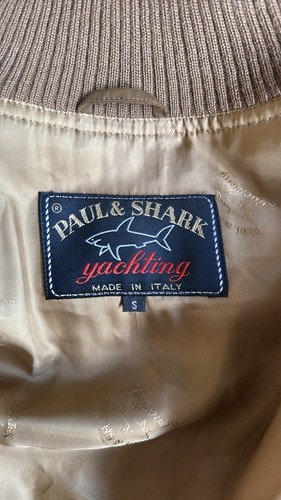 ®
PAUL & SHARK
yachting
MADE IN ITALY
S